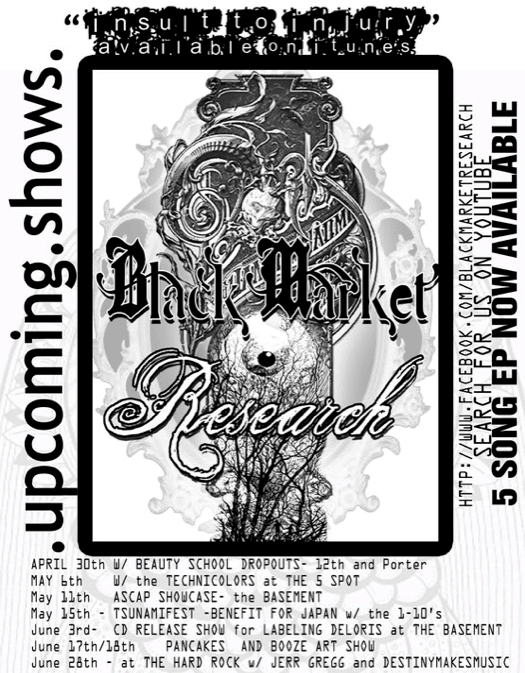 "insult to injury"
available on itunes
.upcoming.shows.
Black Market
Research
HTTP://WWW.FACEBOOK.COM/BLACKMARKETRESEARCH
SEARCH FOR US ON YOUTUBE
5 SONG EP NOW AVAILABLE
APRIL 30th W/ BEAUTY SCHOOL DROPOUTS- 12th and Porter
MAY 6th W/ the TECHNICOLORS at THE 5 SPOT
May 11th ASCAP SHOWCASE- the BASEMENT
May 15th - TSUNAMIFEST -BENEFIT FOR JAPAN w/ the 1-10's
June 3rd- CD RELEASE SHOW for LABELING DELORIS at THE BASEMENT
June 17th/18th PANCAKES AND BOOZE ART SHOW
June 28th - at THE HARD ROCK w/ JERR GREGG and DESTINYMAKESMUSIC